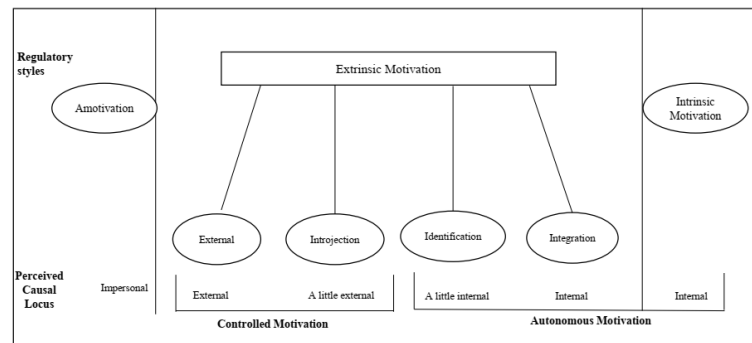 Regulatory
styles
Extrinsic Motivation
Amotivation
Intrinsic
Motivation
External
Introjection
Identification
Integration
Perceived
Causal
Locus
Impersonal
External
A little external
A little internal
Internal
Internal
Controlled Motivation
Autonomous Motivation